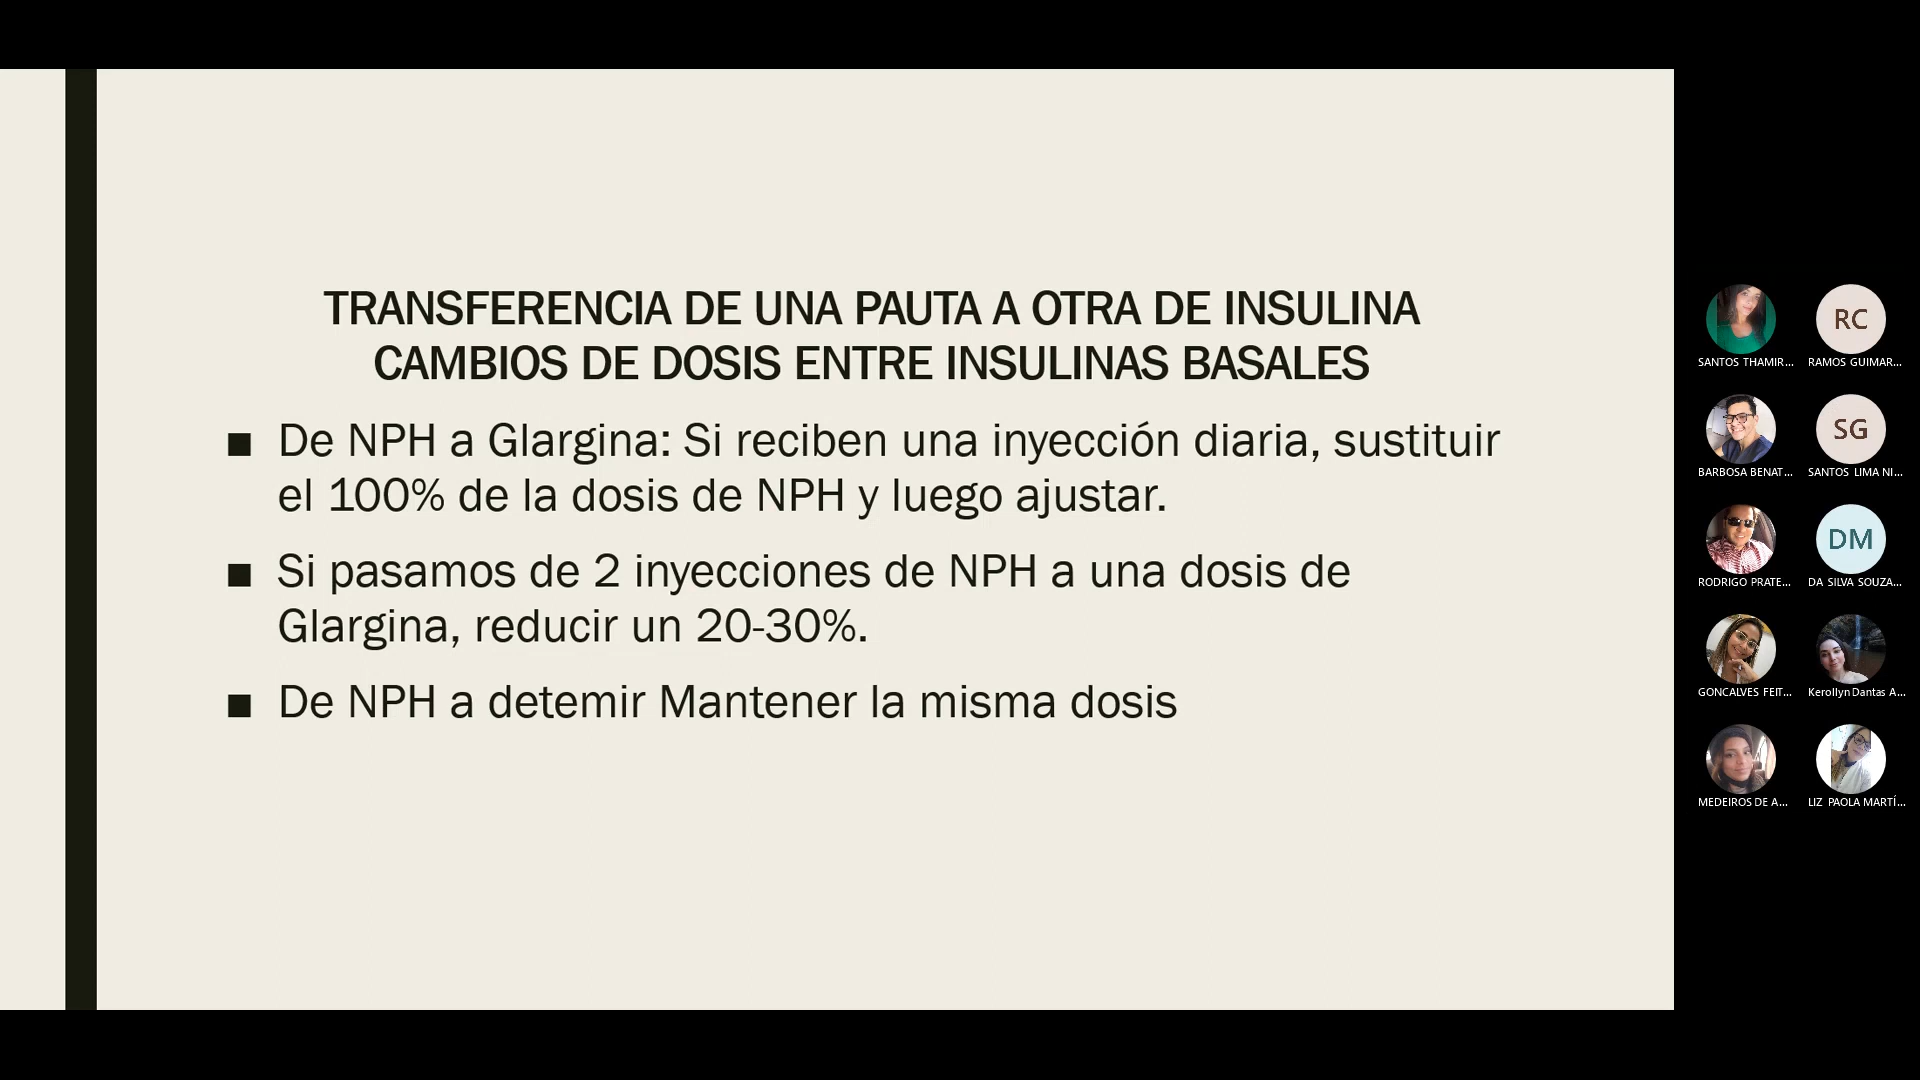 TRANSFERENCIA DE UNA PAUTA A OTRA DE INSULINA
CAMBIOS DE DOSIS ENTRE INSULINAS BASALES
■ De NPH a Glargina: Si reciben una inyección diaria, sustituir
el 100% de la dosis de NPH y luego ajustar.
■ Si pasamos de 2 inyecciones de NPH a una dosis de
Glargina, reducir un 20-30%.
■ De NPH a detemir Mantener la misma dosis
RC
SANTOS THAMIR...
RAMOS GUIMAR...
SG
BARBOSA BENAT...
SANTOS LIMA NI...
DM
RODRIGO PRATE...
DA SILVA SOUZA...
GONCALVES FEIT...
Kerollyn Dantas A...
MEDEIROS DE A...
LIZ PAOLA MARTÍ...